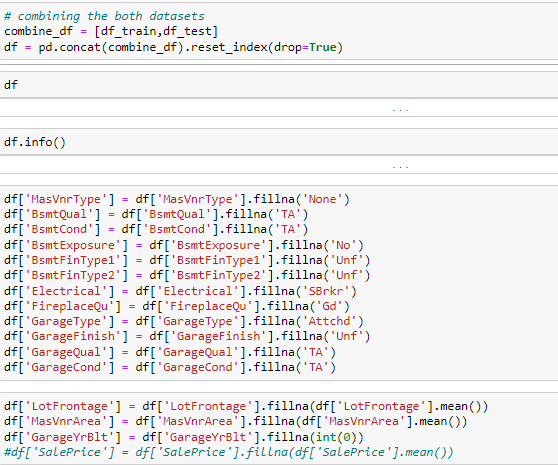 # combining the both datasets
combine_df = [df_train,df_test]
df = pd.concat(combine_df).reset_index(drop=True)
df
...
df.info()
...
df['MasVnrType'] = df['MasVnrType'].fillna('None')
df['BsmtQual'] = df['BsmtQual'].fillna('TA')
df['BsmtCond'] = df['BsmtCond'].fillna('TA')
df['BsmtExposure'] = df['BsmtExposure'].fillna('No')
df['BsmtFinType1'] = df['BsmtFinType1'].fillna('Unf')
df['BsmtFinType2'] = df['BsmtFinType2'].fillna('Unf')
df['Electrical'] = df['Electrical'].fillna('SBrkr')
df['FireplaceQu'] = df['FireplaceQu'].fillna('Gd')
df['GarageType'] = df['GarageType'].fillna('Attchd')
df['GarageFinish'] = df['GarageFinish'].fillna('Unf')
df['GarageQual'] = df['GarageQual'].fillna('TA')
df['GarageCond'] = df['GarageCond'].fillna('TA')
df['LotFrontage'] = df['LotFrontage'].fillna(df['LotFrontage'].mean())
df['MasVnrArea'] = df['MasVnrArea'].fillna(df['MasVnrArea'].mean())
df['GarageYrBlt'] = df['GarageYrBlt'].fillna(int(0))
#df['SalePrice'] = df['SalePrice'].fillna(df['SalePrice'].mean())